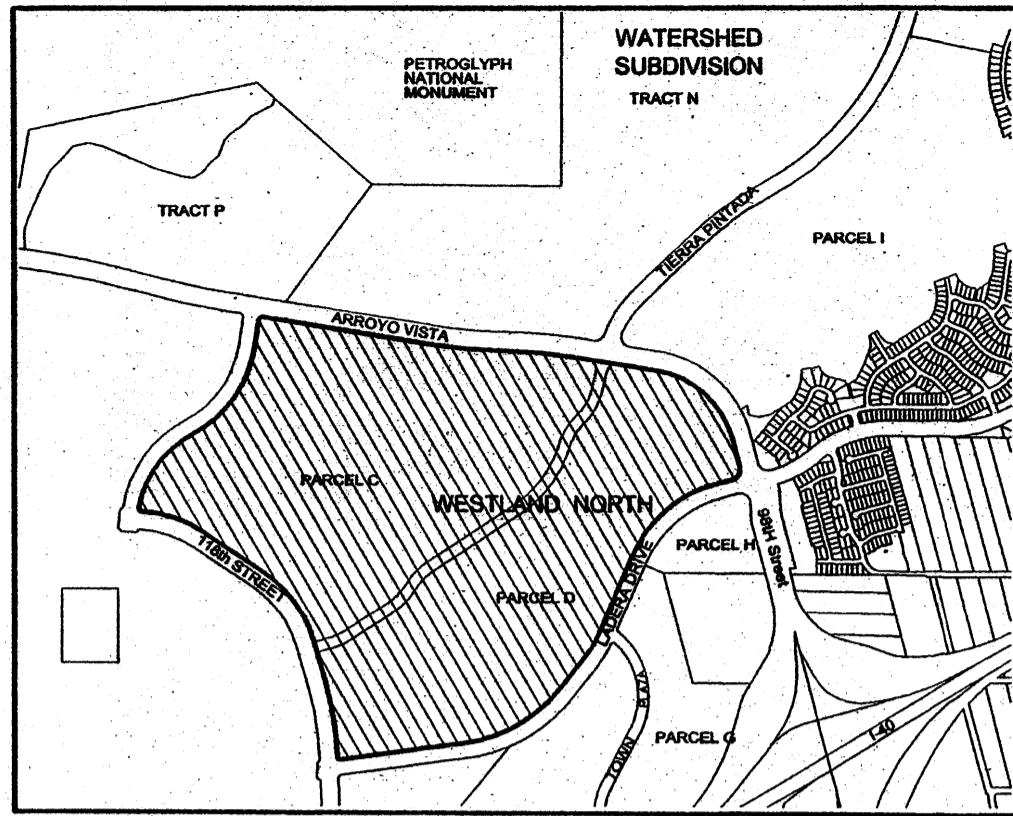 WATERSHED
SUBDIVISION
TRACT N
PETROGLYPH
NATIONAL
MONUMENT
TRACT P
TIERRA PINTADA
PARCEL I
ARROYO VISTA
PARCEL C
WESTLAND NORTH
98tH Street
PARCEL H
118th STREET
PARCEL D
LADERA DRIVE
TOWN PLAZA
PARCEL G
I-40